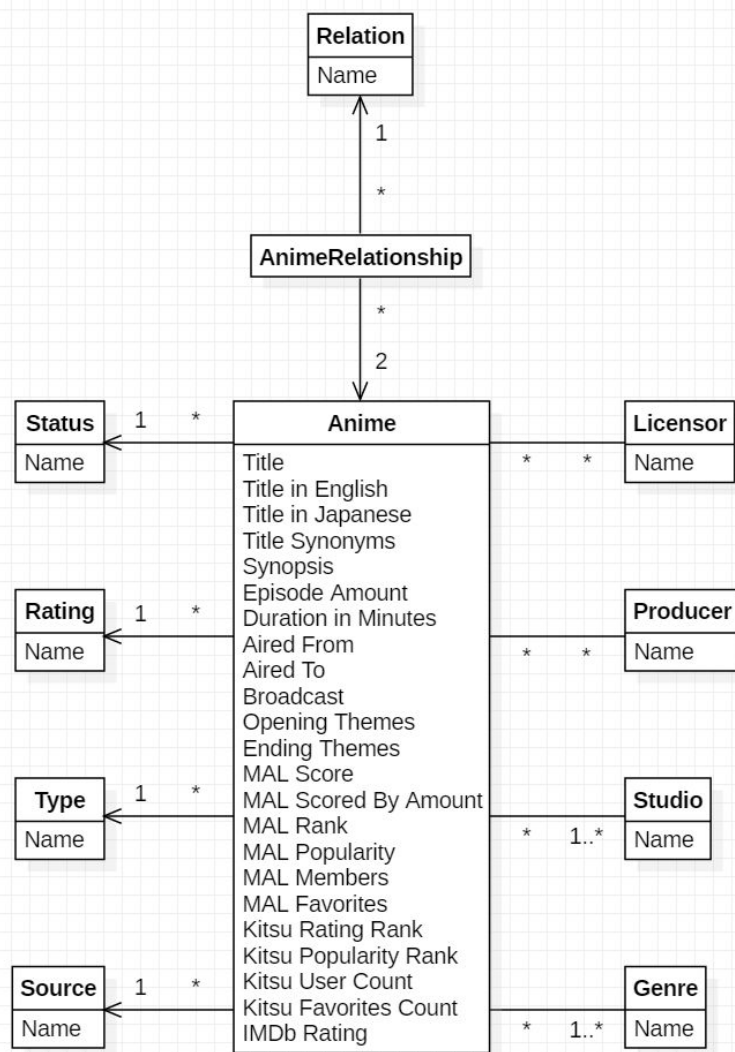 Relation
Name
1
*
AnimeRelationship
*
2
Status
Name
1 *
Anime
Title
Title in English
Title in Japanese
Title Synonyms
Synopsis
Episode Amount
Duration in Minutes
Aired From
Aired To
Broadcast
Opening Themes
Ending Themes
MAL Score
MAL Scored By Amount
MAL Rank
MAL Popularity
MAL Members
MAL Favorites
Kitsu Rating Rank
Kitsu Popularity Rank
Kitsu User Count
Kitsu Favorites Count
IMDb Rating
Licensor
Name
* *
Rating
Name
1 *
Producer
Name
* *
Type
Name
1 *
Studio
Name
* 1..*
Source
Name
1 *
Genre
Name
* 1..*